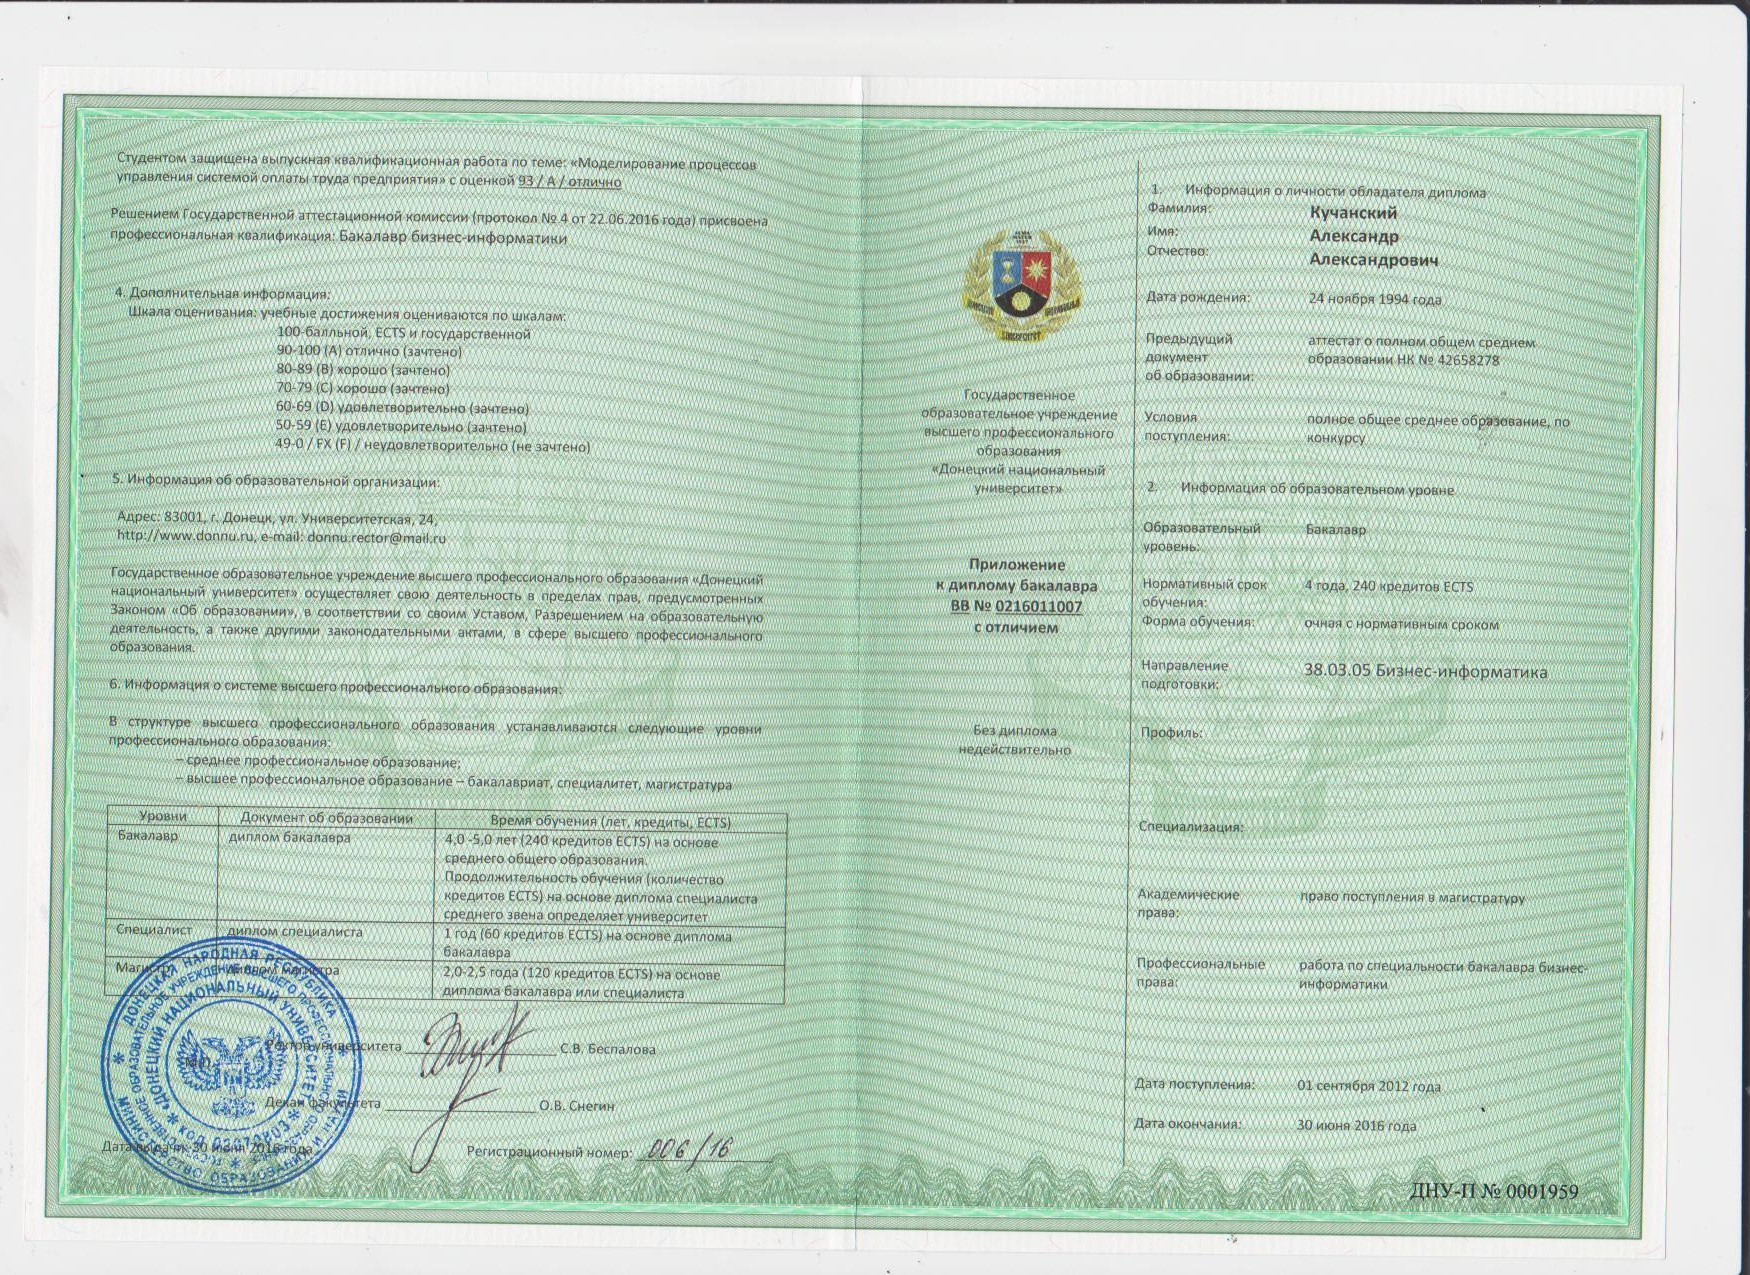 Студентом защищена выпускная квалификационная работа по теме: «Моделирование процессов
управления системой оплаты труда предприятия» с оценкой 93 / А / отлично
Решением Государственной аттестационной комиссии (протокол № 4 от 22.06.2016 года) присвоена
профессиональная квалификация: Бакалавр бизнес-информатики
4. Дополнительная информация:
Шкала оценивания: учебные достижения оцениваются по шкалам:
100-балльной, ECTS и государственной
90-100 (A) отлично (зачтено)
80-89 (B) хорошо (зачтено)
70-79 (C) хорошо (зачтено)
60-69 (D) удовлетворительно (зачтено)
50-59 (E) удовлетворительно (зачтено)
49-0 / FX (F) / неудовлетворительно (не зачтено)
5. Информация об образовательной организации:
Адрес: 83001, г. Донецк, ул. Университетская, 24,
http://www.donnu.ru, e-mail: donnu.rector@mail.ru
Государственное образовательное учреждение высшего профессионального образования «Донецкий
национальный университет» осуществляет свою деятельность в пределах прав, предусмотренных
Законом «Об образовании», в соответствии со своим Уставом, Разрешением на образовательную
деятельность, а также другими законодательными актами, в сфере высшего профессионального
образования.
6. Информация о системе высшего профессионального образования:
В структуре высшего профессионального образования устанавливаются следующие уровни
профессионального образования:
– среднее профессиональное образование;
– высшее профессиональное образование – бакалавриат, специалитет, магистратура
Уровни Документ об образовании Время обучения (лет, кредиты, ECTS)
Бакалавр диплом бакалавра 4,0 -5,0 лет (240 кредитов ECTS) на основе
среднего общего образования.
Продолжительность обучения (количество
кредитов ECTS) на основе диплома специалиста
среднего звена определяет университет
Специалист диплом специалиста 1 год (60 кредитов ECTS) на основе диплома
бакалавра
Магистр диплом магистра 2,0-2,5 года (120 кредитов ECTS) на основе
диплома бакалавра или специалиста
ДОНЕЦКАЯ НАРОДНАЯ РЕСПУБЛИКА
МИНИСТЕРСТВО ОБРАЗОВАНИЯ И НАУКИ
«ДОНЕЦКИЙ НАЦИОНАЛЬНЫЙ УНИВЕРСИТЕТ»
М.П.
Ректор университета С.В. Беспалова
Декан факультета О.В. Снегин
Дата выдачи: 30 июня 2016 года
Регистрационный номер: 006/16
Государственное
образовательное учреждение
высшего профессионального
образования
«Донецкий национальный
университет»
Приложение
к диплому бакалавра
ВВ № 0216011007
с отличием
Без диплома
недействительно
1. Информация о личности обладателя диплома
Фамилия: Кучанский
Имя: Александр
Отчество: Александрович
Дата рождения: 24 ноября 1994 года
Предыдущий аттестат о полном общем среднем
документ образовании НК № 42658278
об образовании:
Условия полное общее среднее образование, по
поступления: конкурсу
2. Информация об образовательном уровне
Образовательный Бакалавр
уровень:
Нормативный срок 4 года, 240 кредитов ECTS
обучения:
Форма обучения: очная с нормативным сроком
Направление 38.03.05 Бизнес-информатика
подготовки:
Профиль:
Специализация:
Академические право поступления в магистратуру
права:
Профессиональные работа по специальности бакалавра бизнес-
права: информатики
Дата поступления: 01 сентября 2012 года
Дата окончания: 30 июня 2016 года
ДНУ-П № 0001959